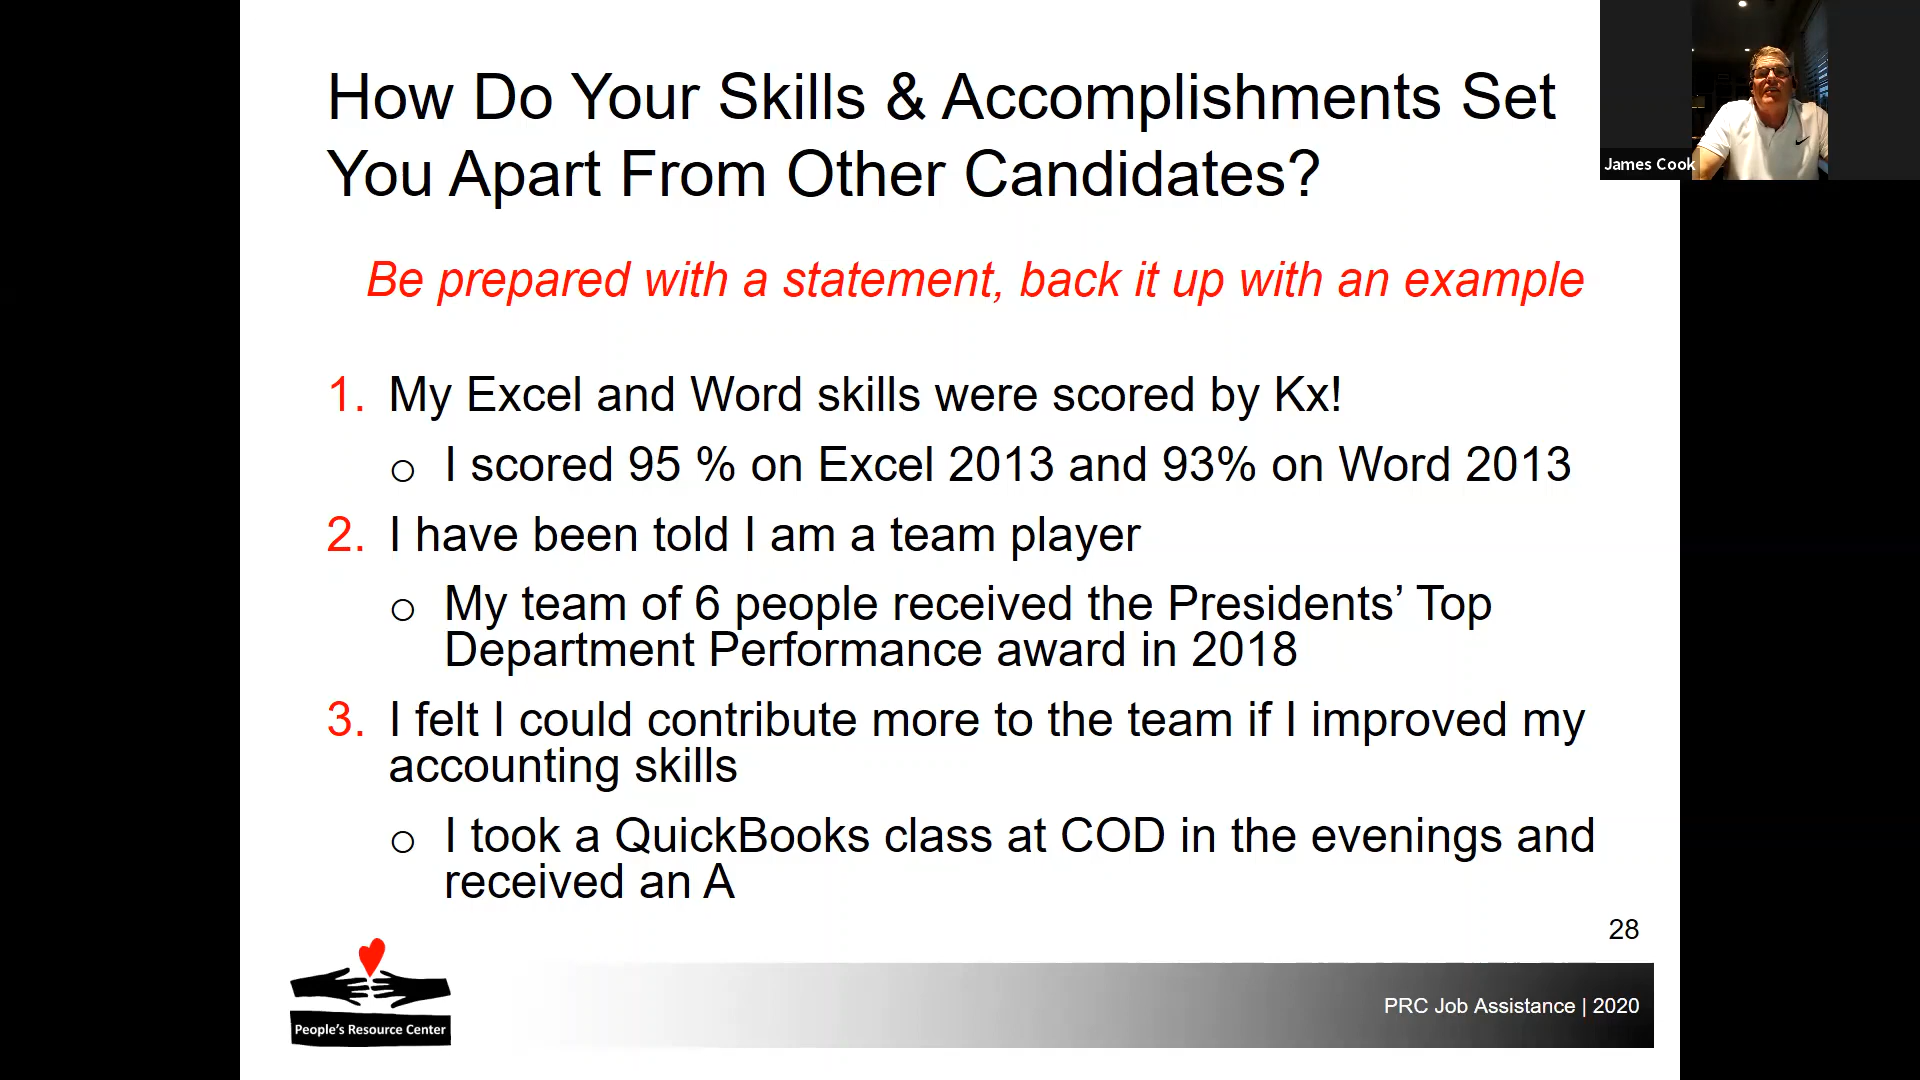 How Do Your Skills & Accomplishments Set
You Apart From Other Candidates?
Be prepared with a statement, back it up with an example
1. My Excel and Word skills were scored by Kx!
o I scored 95 % on Excel 2013 and 93% on Word 2013
2. I have been told I am a team player
o My team of 6 people received the Presidents’ Top
Department Performance award in 2018
3. I felt I could contribute more to the team if I improved my
accounting skills
o I took a QuickBooks class at COD in the evenings and
received an A
28
People’s Resource Center
PRC Job Assistance | 2020
James Cook